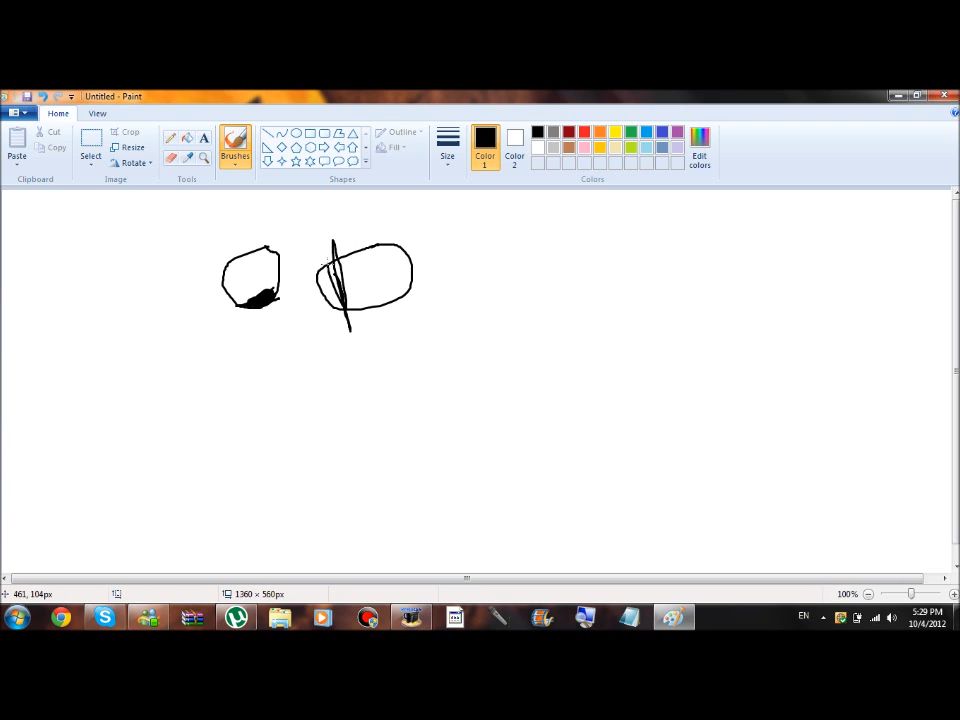 Untitled - Paint
Home View
Paste Cut Copy Select Crop Resize Rotate Brushes Outline Fill Size Color 1 Color 2 Edit colors
Clipboard Image Tools Shapes Colors
461, 104px 1360 × 560px 100%
EN 5:29 PM
10/4/2012